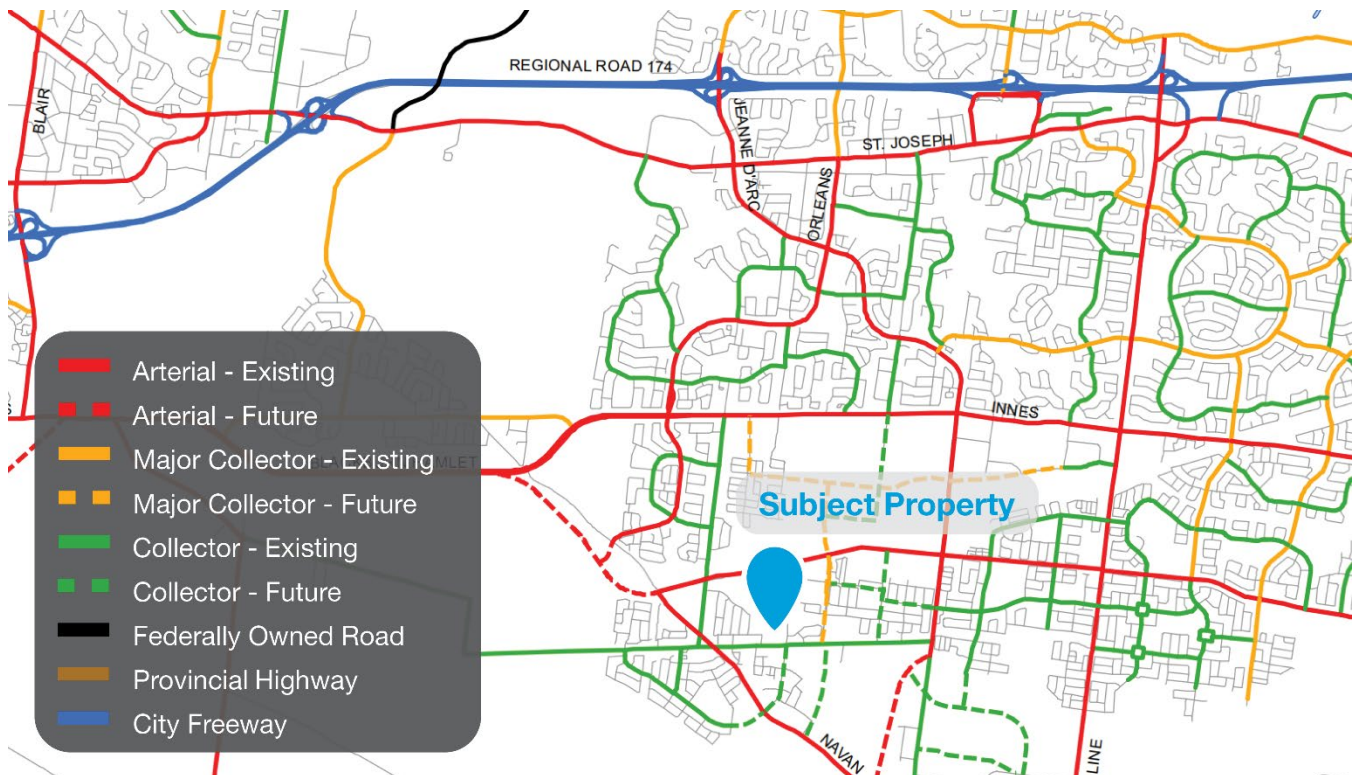 REGIONAL ROAD 174
BLAIR
JEANNE D'ARC
ST. JOSEPH
ORLEANS
INNES
Subject Property
NAVAN
LINE
Arterial - Existing
Arterial - Future
Major Collector - Existing
Major Collector - Future
Collector - Existing
Collector - Future
Federally Owned Road
Provincial Highway
City Freeway